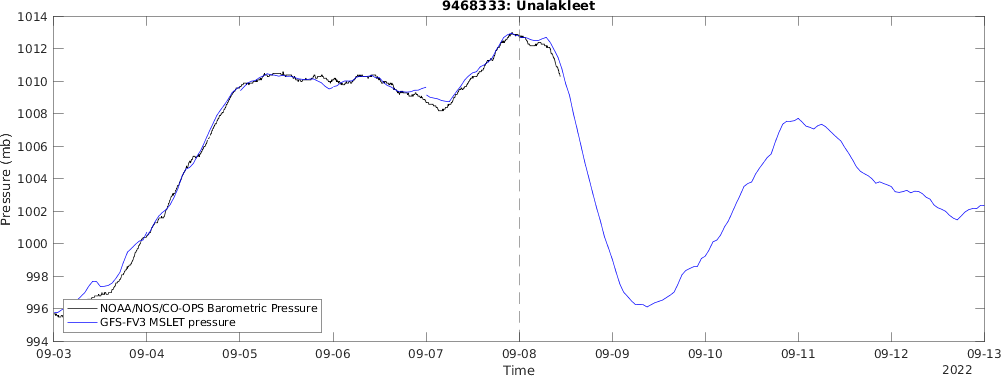 9468333: Unalakleet
Pressure (mb)
1014
1012
1010
1008
1006
1004
1002
1000
998
996
994
NOAA/NOS/CO-OPS Barometric Pressure
GFS-FV3 MSLET pressure
09-03 09-04 09-05 09-06 09-07 09-08 09-09 09-10 09-11 09-12 09-13
Time
2022